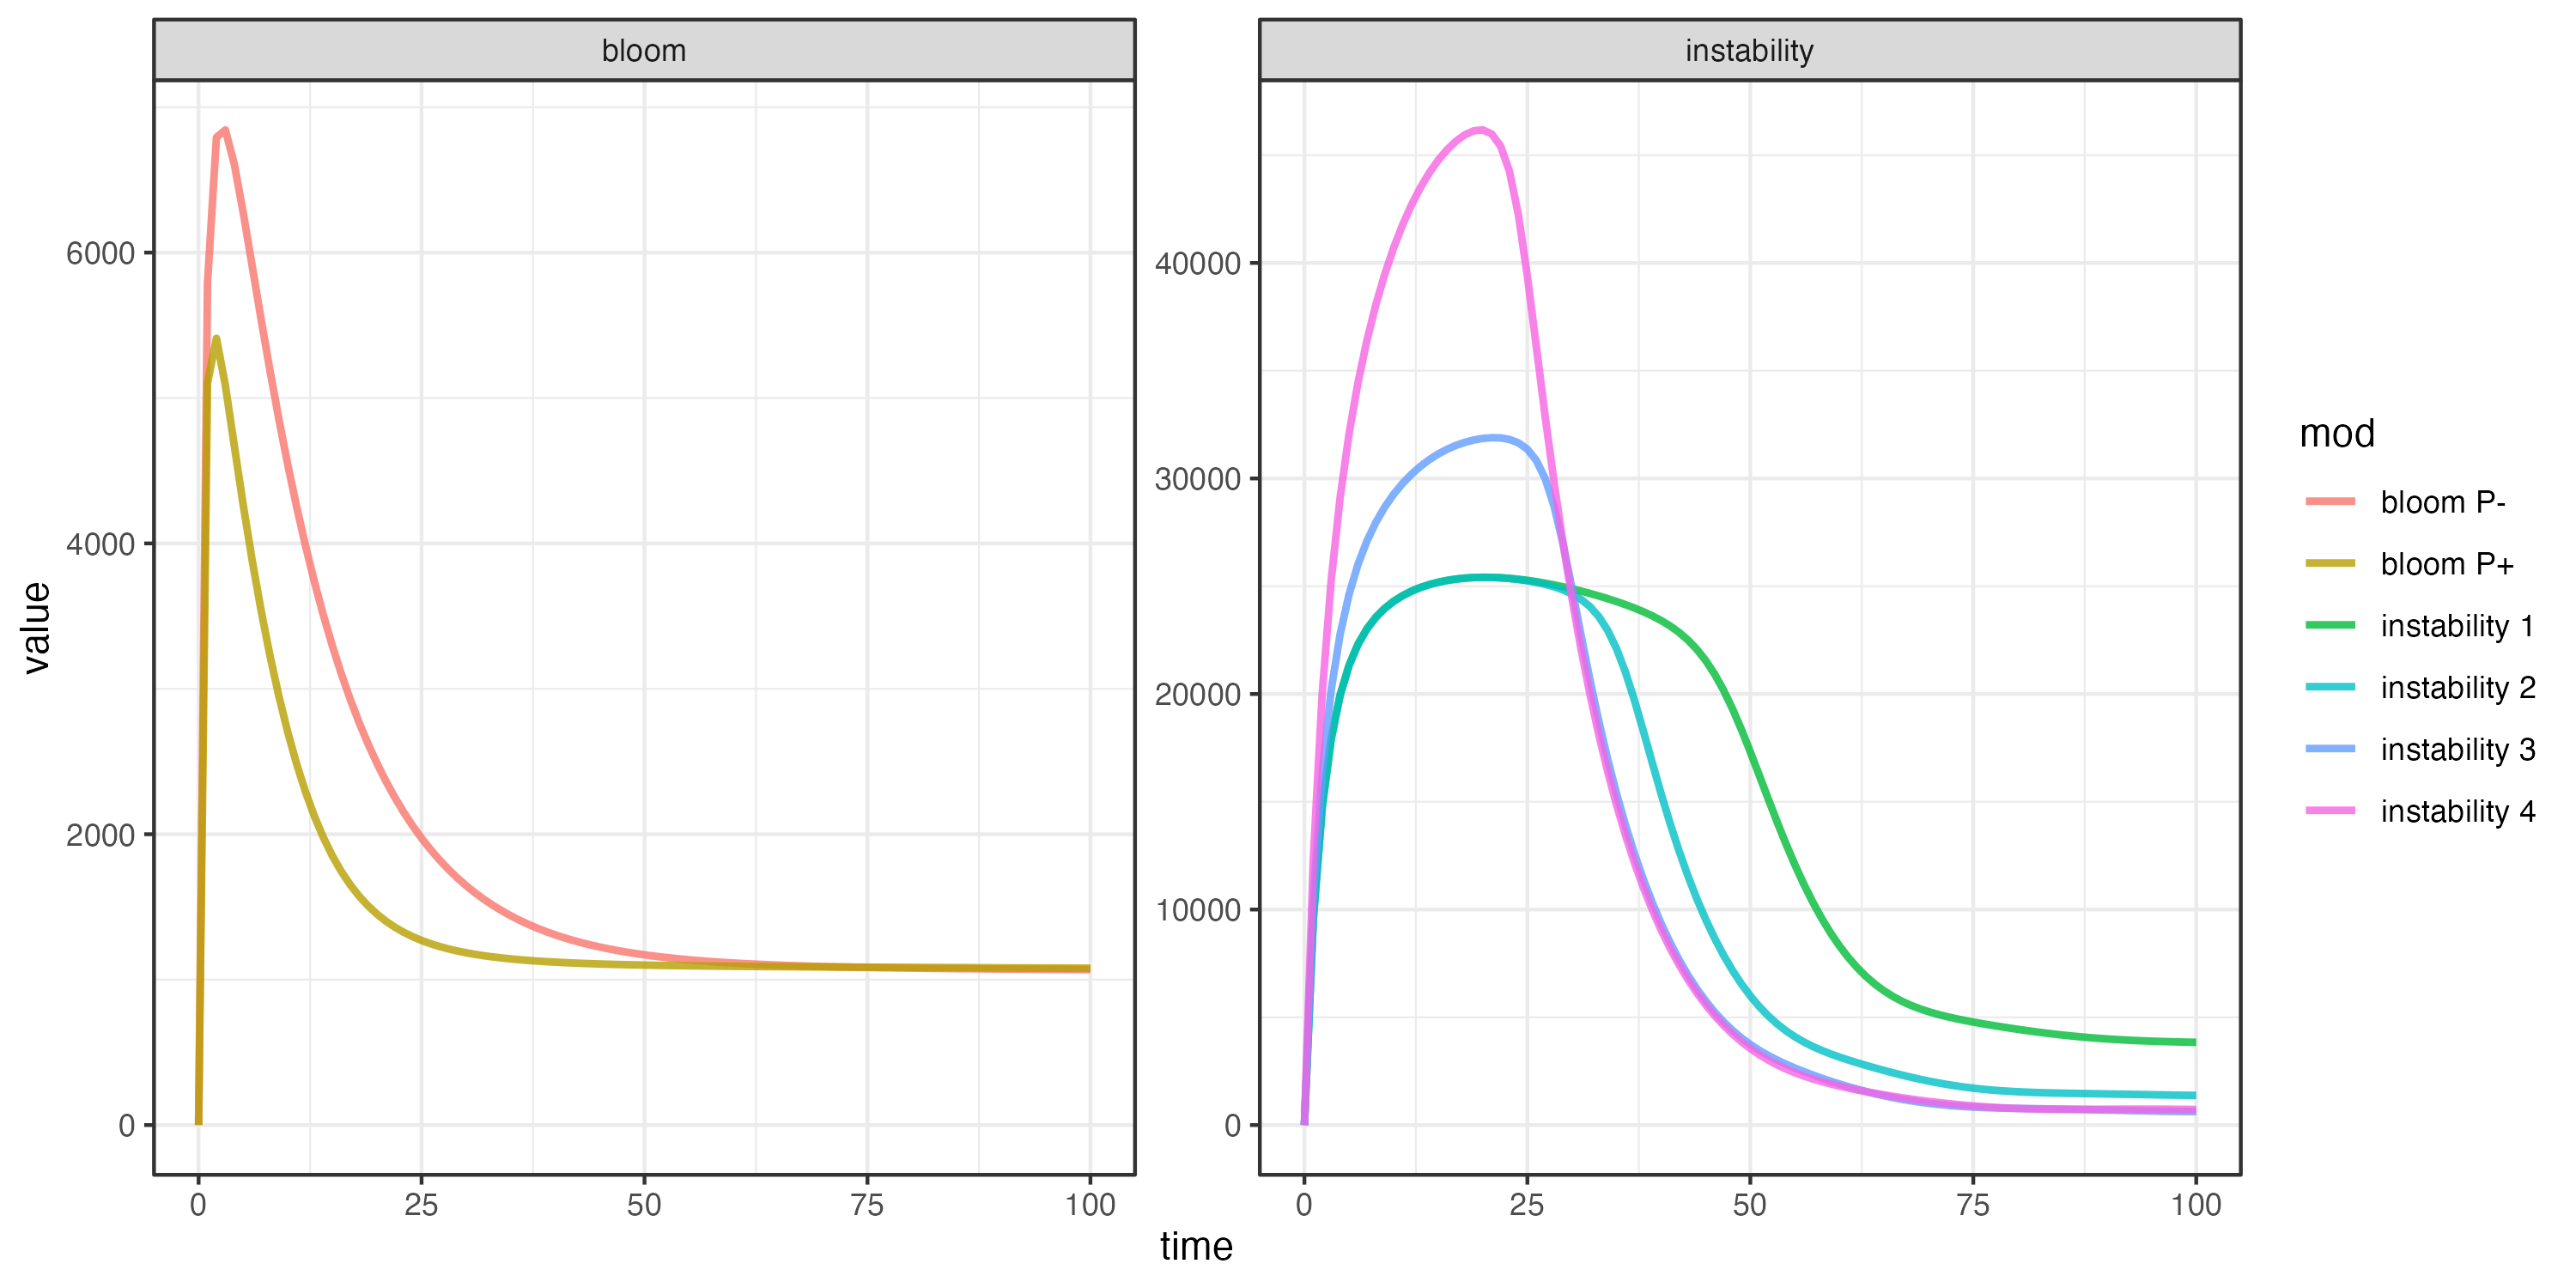 bloom
instability
value
6000
4000
2000
0
0 25 50 75 100
40000
30000
20000
10000
0
0 25 50 75 100
time
mod
bloom P-
bloom P+
instability 1
instability 2
instability 3
instability 4